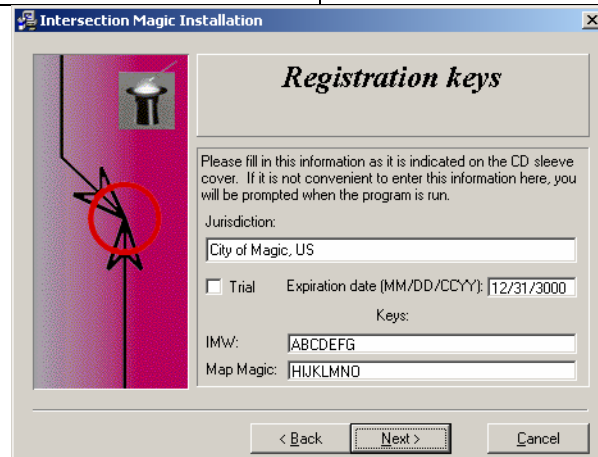 Intersection Magic Installation
Registration keys
Please fill in this information as it is indicated on the CD sleeve
cover. If it is not convenient to enter this information here, you
will be prompted when the program is run.
Jurisdiction:
City of Magic, US
Trial Expiration date (MM/DD/CCYY): 12/31/3000
Keys:
IMW: ABCDEFG
Map Magic: HIJKLMNO
< Back Next > Cancel